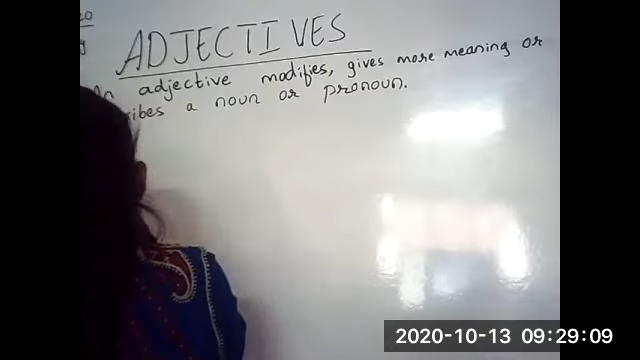 ADJECTIVES
adjective modifies, gives more meaning or
a noun or pronoun.
2020-10-13 09:29:09